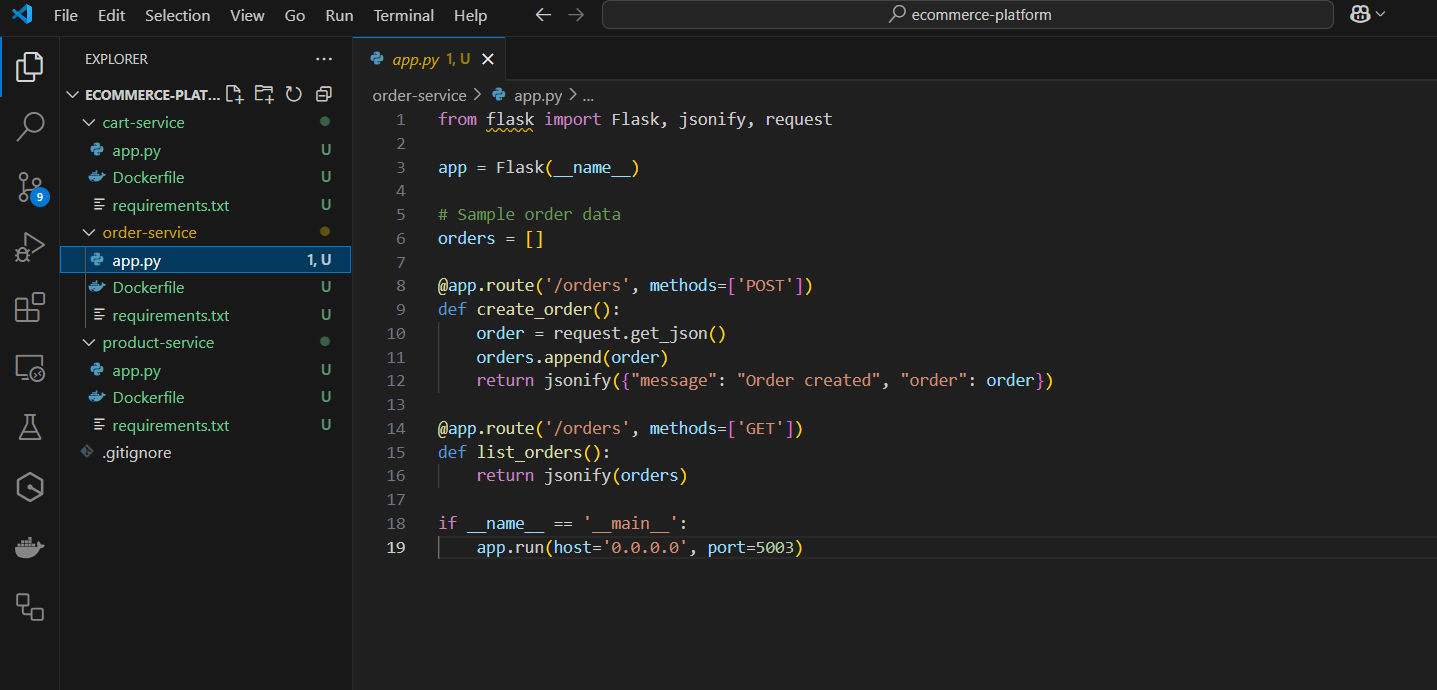 File Edit Selection View Go Run Terminal Help
ecommerce-platform
EXPLORER
ECOMMERCE-PLAT...
cart-service
app.py U
Dockerfile U
requirements.txt U
order-service
app.py 1, U
Dockerfile U
requirements.txt U
product-service
app.py U
Dockerfile U
requirements.txt U
.gitignore
9
app.py 1, U
order-service > app.py > ...
1 from flask import Flask, jsonify, request
2
3 app = Flask(__name__)
4
5 # Sample order data
6 orders = []
7
8 @app.route('/orders', methods=['POST'])
9 def create_order():
10     order = request.get_json()
11     orders.append(order)
12     return jsonify({"message": "Order created", "order": order})
13
14 @app.route('/orders', methods=['GET'])
15 def list_orders():
16     return jsonify(orders)
17
18 if __name__ == '__main__':
19     app.run(host='0.0.0.0', port=5003)